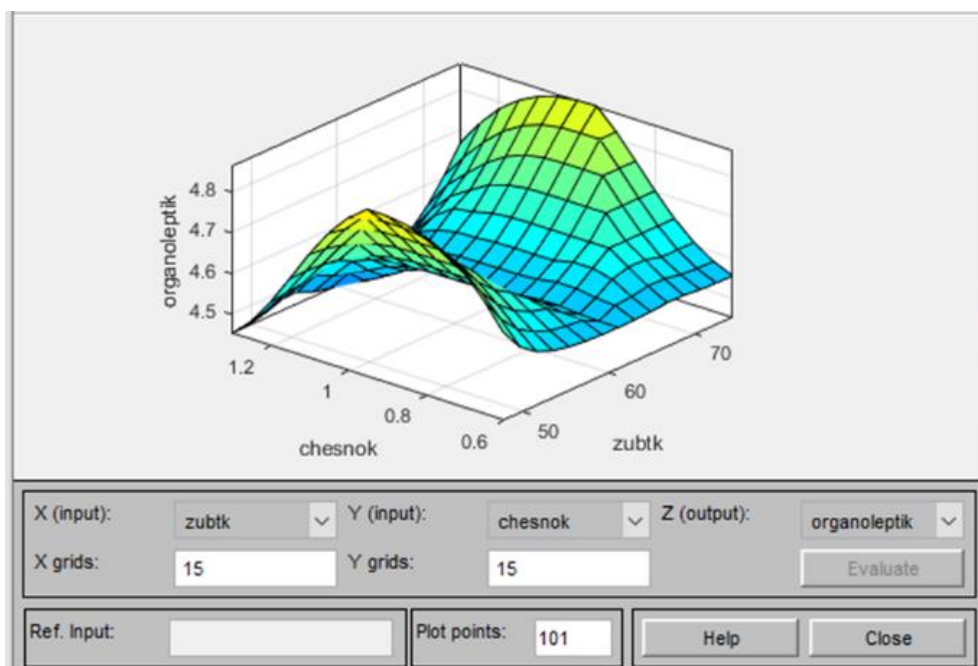 organoleptik
4.8
4.7
4.6
4.5
1.2
1
0.8
0.6
chesnok
50
60
70
zubtk
X (input): zubtk Y (input): chesnok Z (output): organoleptik
X grids: 15 Y grids: 15 Evaluate
Ref. Input: Plot points: 101 Help Close